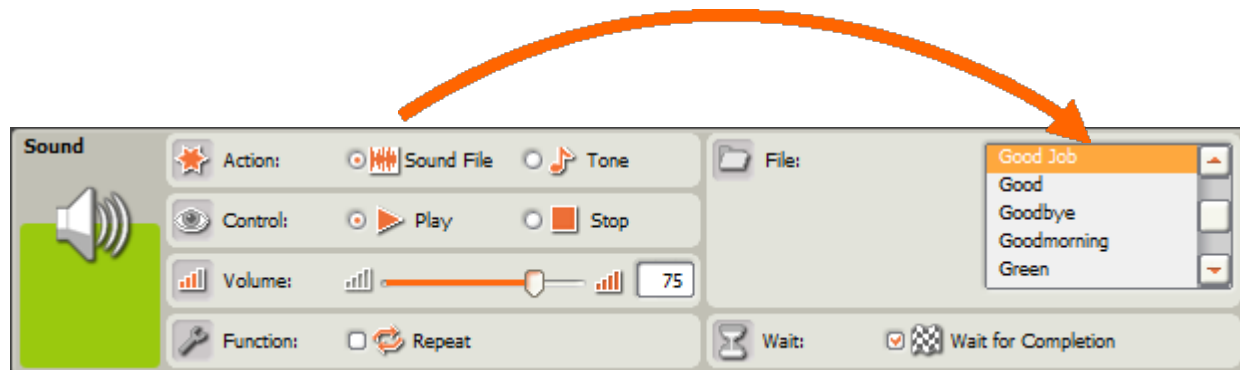 Sound
Action: Sound File Tone
Control: Play Stop
Volume: 75
Function: Repeat
File:
Good Job
Good
Goodbye
Goodmorning
Green
Wait: Wait for Completion